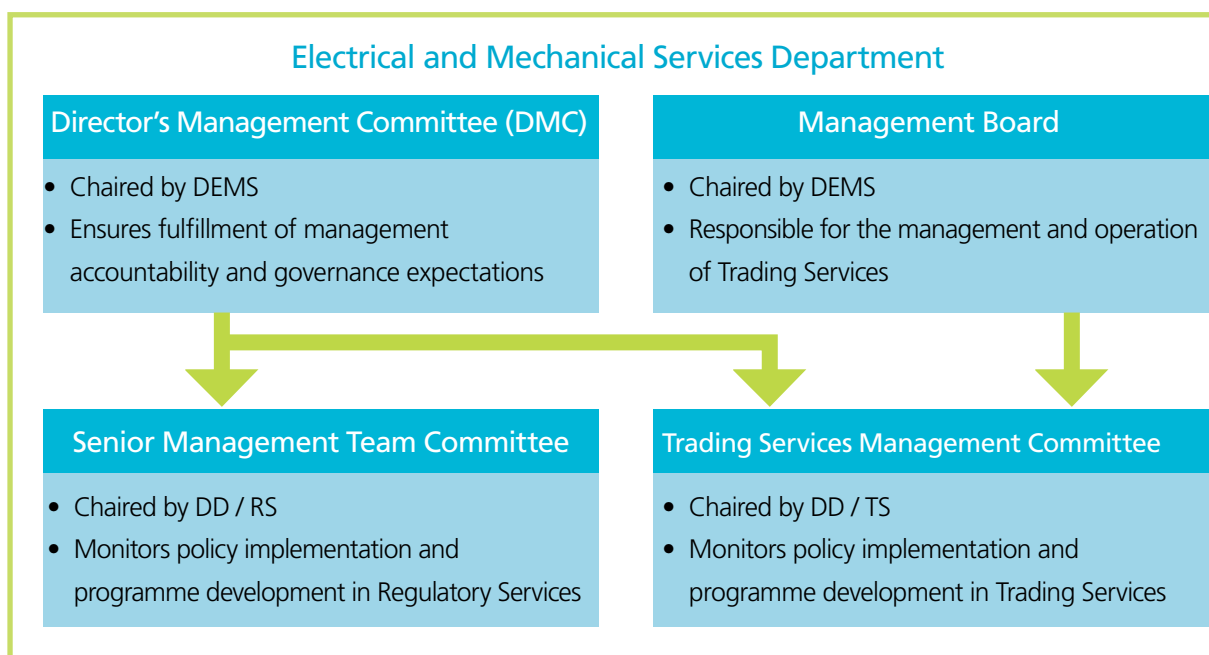 Electrical and Mechanical Services Department
Director’s Management Committee (DMC)
• Chaired by DEMS
• Ensures fulfillment of management
accountability and governance expectations
Management Board
• Chaired by DEMS
• Responsible for the management and operation
of Trading Services
Senior Management Team Committee
• Chaired by DD / RS
• Monitors policy implementation and
programme development in Regulatory Services
Trading Services Management Committee
• Chaired by DD / TS
• Monitors policy implementation and
programme development in Trading Services